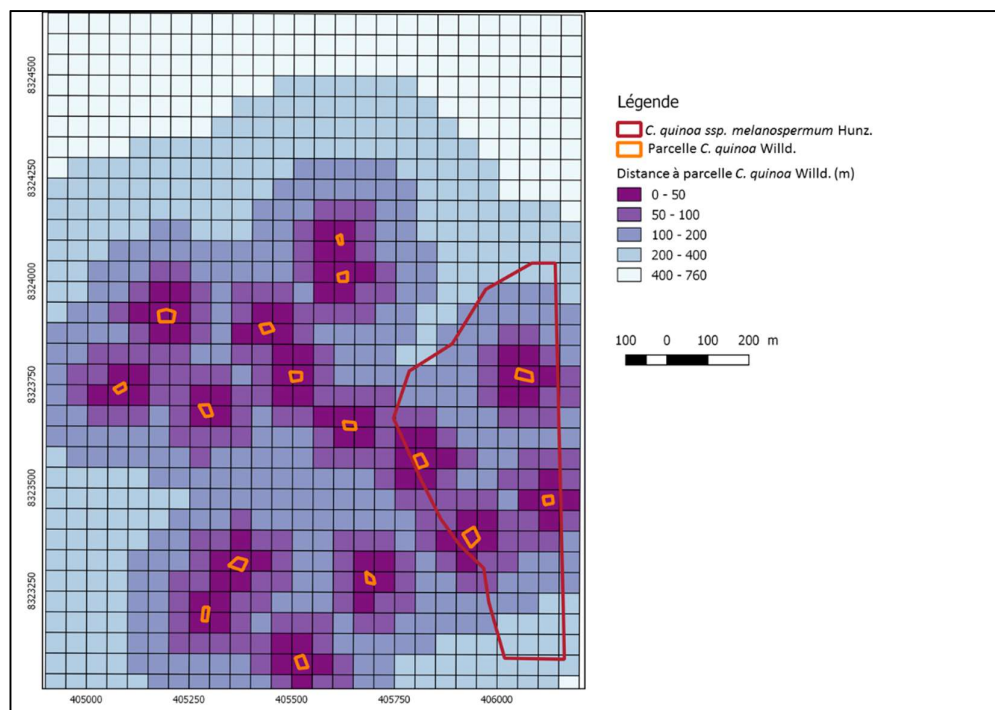 8324500
8324250
8324000
8323750
8323500
8323250
405000 405250 405500 405750 406000
Légende
C. quinoa ssp. melanospermum Hunz.
Parcelle C. quinoa Willd.
Distance à parcelle C. quinoa Willd. (m)
0 - 50
50 - 100
100 - 200
200 - 400
400 - 760
100 0 100 200 m